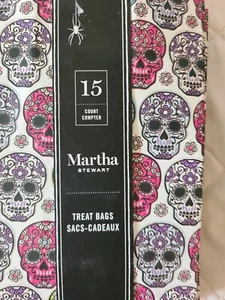 15
COUNT
COMPTER
Martha
STEWART
TREAT BAGS
SACS-CADEAUX